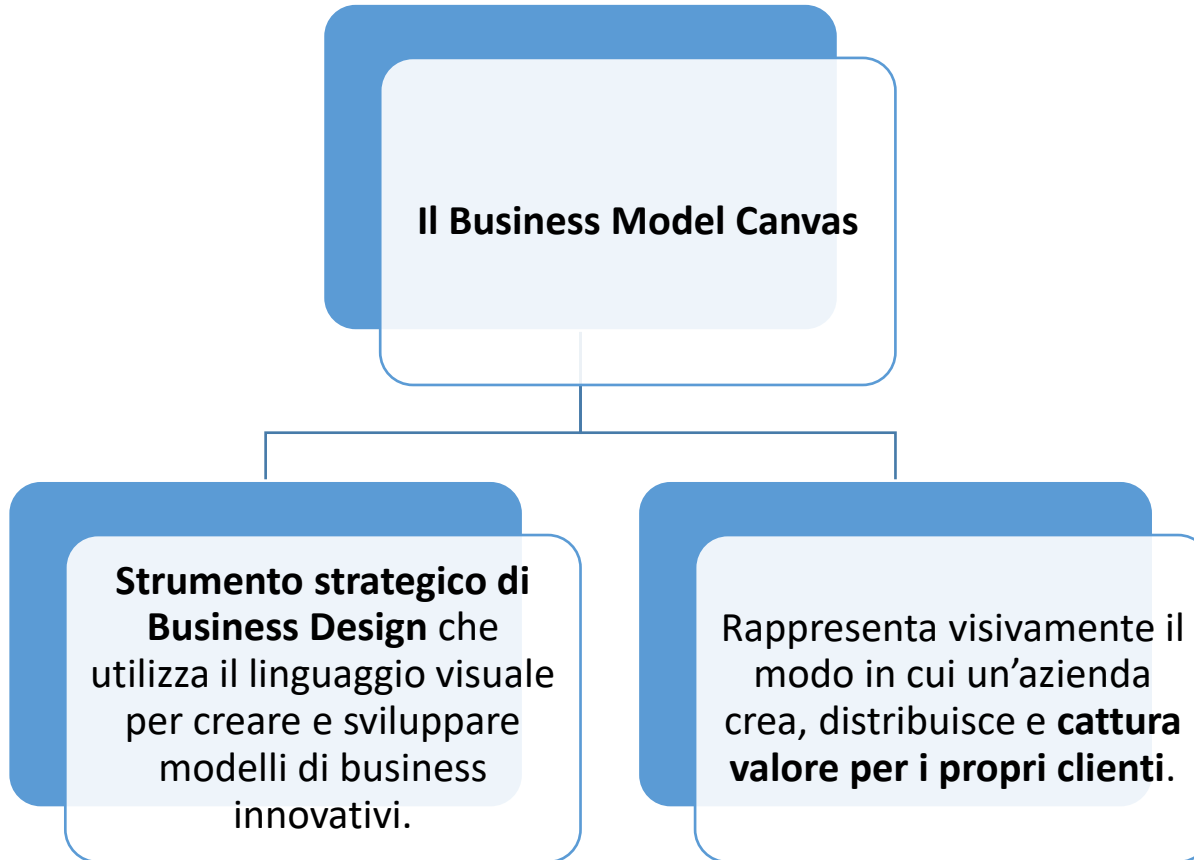 Il Business Model Canvas
Strumento strategico di
Business Design che
utilizza il linguaggio visuale
per creare e sviluppare
modelli di business
innovativi.
Rappresenta visivamente il
modo in cui un’azienda
crea, distribuisce e cattura
valore per i propri clienti.